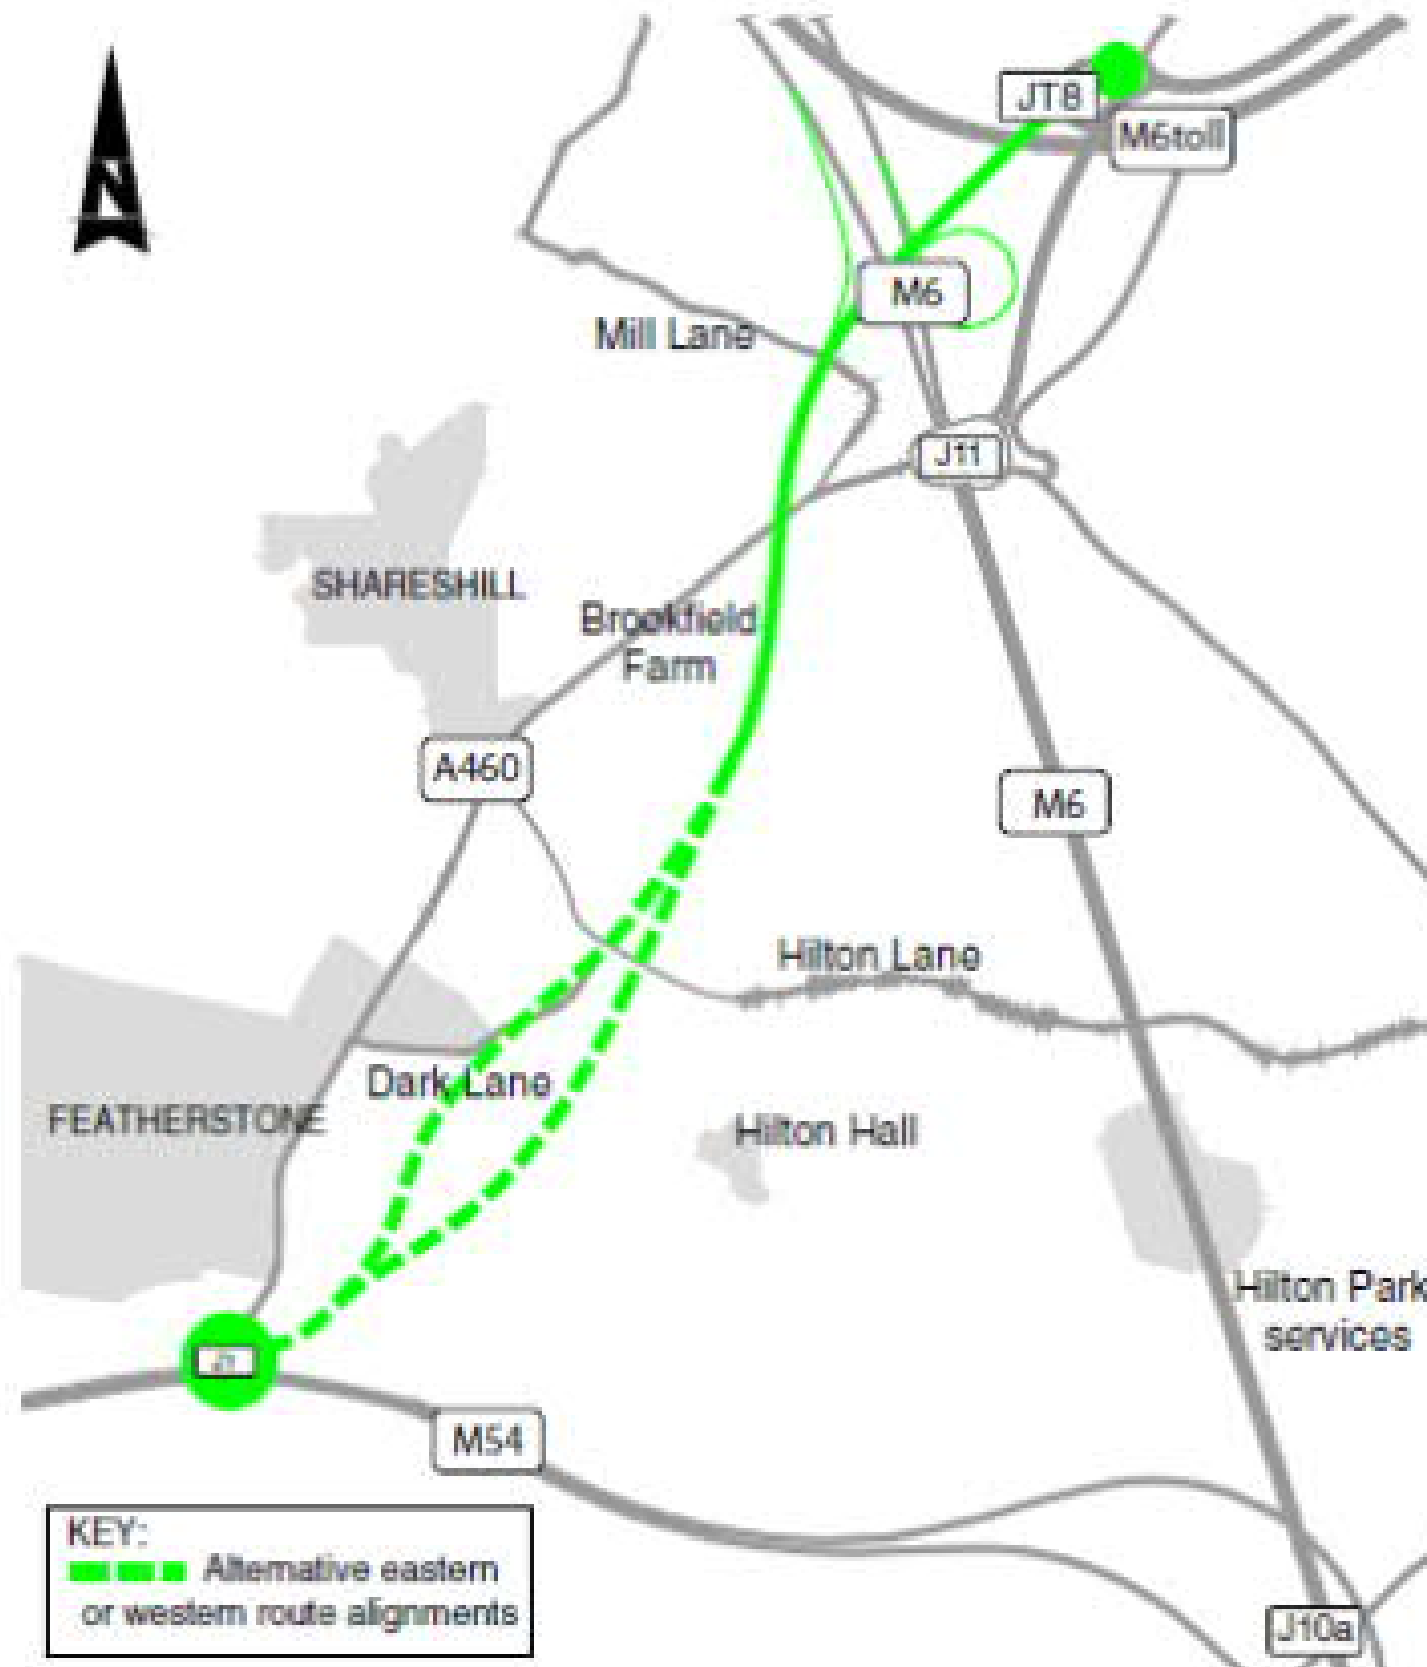 N
JT8
M6toll
M6
Mill Lane
J11
SHARESHILL
Brookfield
Farm
A460
M6
Hilton Lane
Dark Lane
FEATHERSTONE
Hilton Hall
Hilton Park
services
J1
M54
KEY:
Alternative eastern
or western route alignments
J10a